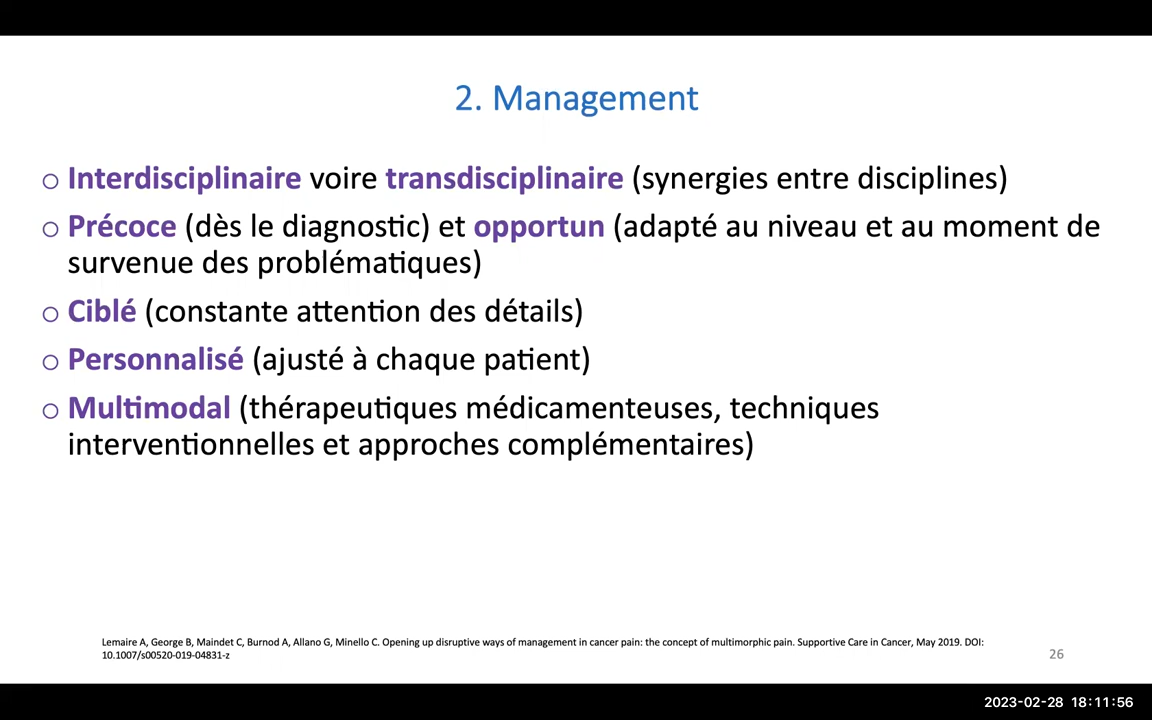 2. Management
o Interdisciplinaire voire transdisciplinaire (synergies entre disciplines)
o Précoce (dès le diagnostic) et opportun (adapté au niveau et au moment de
survenue des problématiques)
o Ciblé (constante attention des détails)
o Personnalisé (ajusté à chaque patient)
o Multimodal (thérapeutiques médicamenteuses, techniques
interventionnelles et approches complémentaires)
Lemaire A, George B, Maindet C, Burnod A, Allano G, Minello C. Opening up disruptive ways of management in cancer pain: the concept of multimorphic pain. Supportive Care in Cancer, May 2019. DOI:
10.1007/s00520-019-04831-z
26
2023-02-28 18:11:56